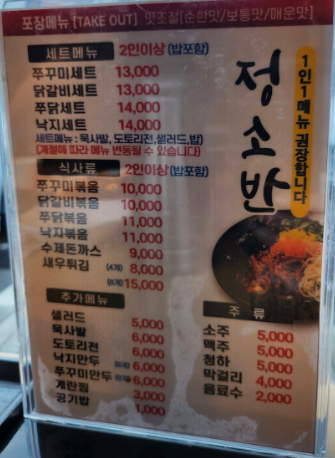 포장메뉴 [TAKE OUT] 맛조절[순한맛/보통맛/매운맛]
세트메뉴 2인이상 (밥포함)
쭈꾸미세트 13,000
닭갈비세트 13,000
쭈닭세트 14,000
낙지세트 14,000
세트메뉴 : 묵사발, 도토리전,샐러드,밥)
(계절에 따라 메뉴 변동될 수 있습니다)
식사류 2인이상 (밥포함)
쭈꾸미볶음 10,000
닭갈비볶음 10,000
쭈닭볶음 11,000
낙지볶음 11,000
수제돈까스 9,000
새우튀김 (4개) 8,000
(8개) 15,000
추가메뉴
샐러드 5,000
묵사발 6,000
도토리전 6,000
낙지만두 6,000
쭈꾸미만두 6,000
계란찜 3,000
공기밥 1,000
정소반
1인1메뉴 권장합니다
주류
소주 5,000
맥주 5,000
청하 5,000
막걸리 4,000
음료수 2,000